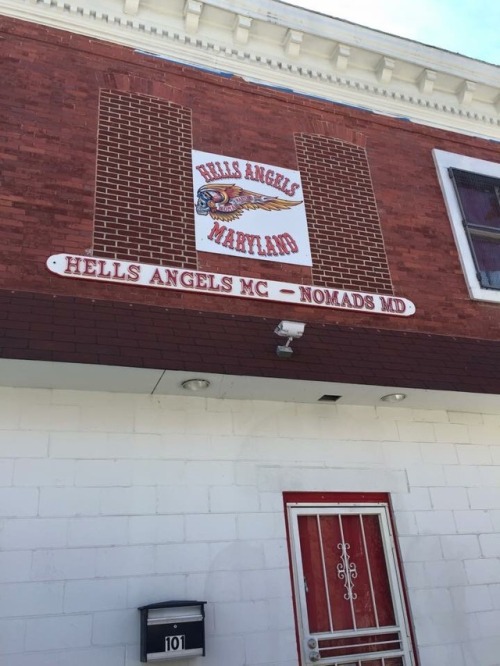 HELLS ANGELS
MARYLAND
HELLS ANGELS MC - NOMADS MD
101